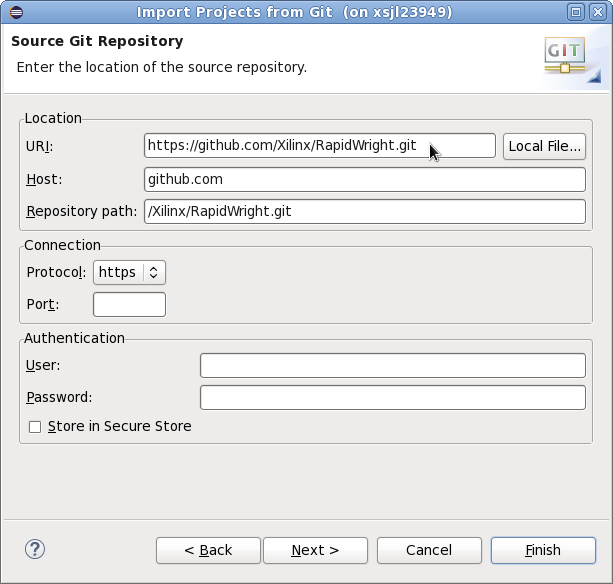 Import Projects from Git  (on xsjl23949)
Source Git Repository
Enter the location of the source repository.
GIT
Location
URI: https://github.com/Xilinx/RapidWright.git Local File...
Host: github.com
Repository path: /Xilinx/RapidWright.git
Connection
Protocol: https
Port:
Authentication
User:
Password:
Store in Secure Store
? < Back Next > Cancel Finish